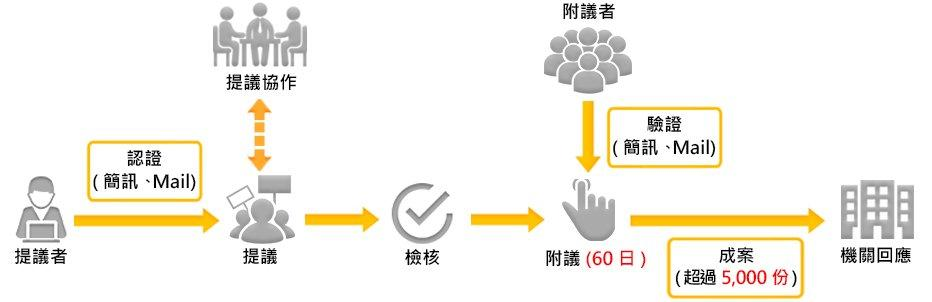 附議者
提議協作
認證
(簡訊、Mail)
驗證
(簡訊、Mail)
提議者
提議
檢核
附議 (60日)
成案
(超過 5,000 份)
機關回應